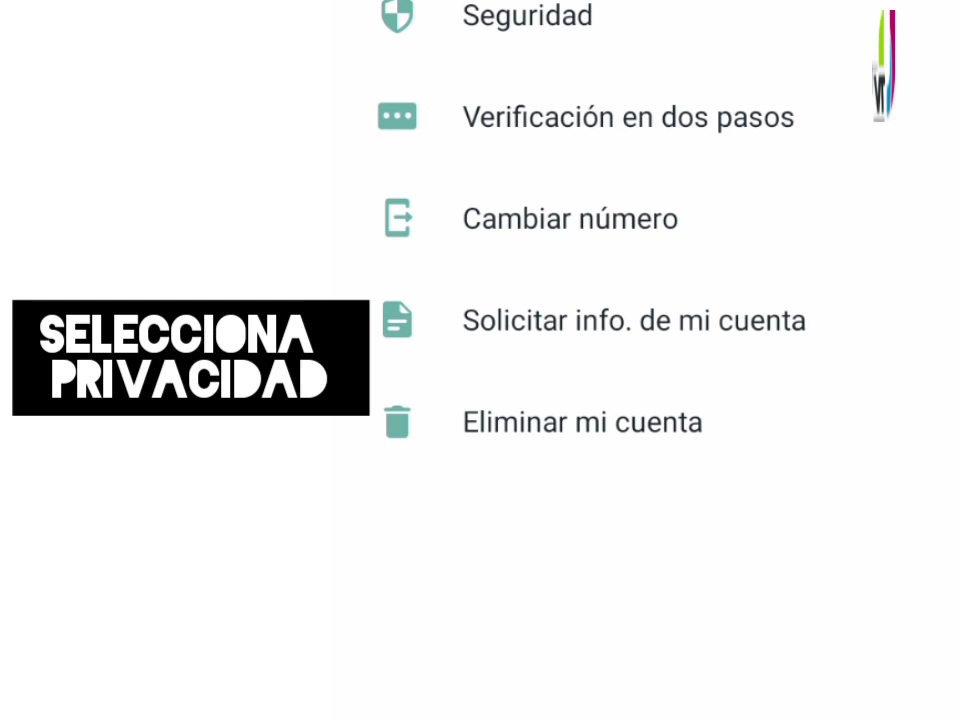 Seguridad
Verificación en dos pasos
Cambiar número
Solicitar info. de mi cuenta
SELECCIONA
PRIVACIDAD
Eliminar mi cuenta